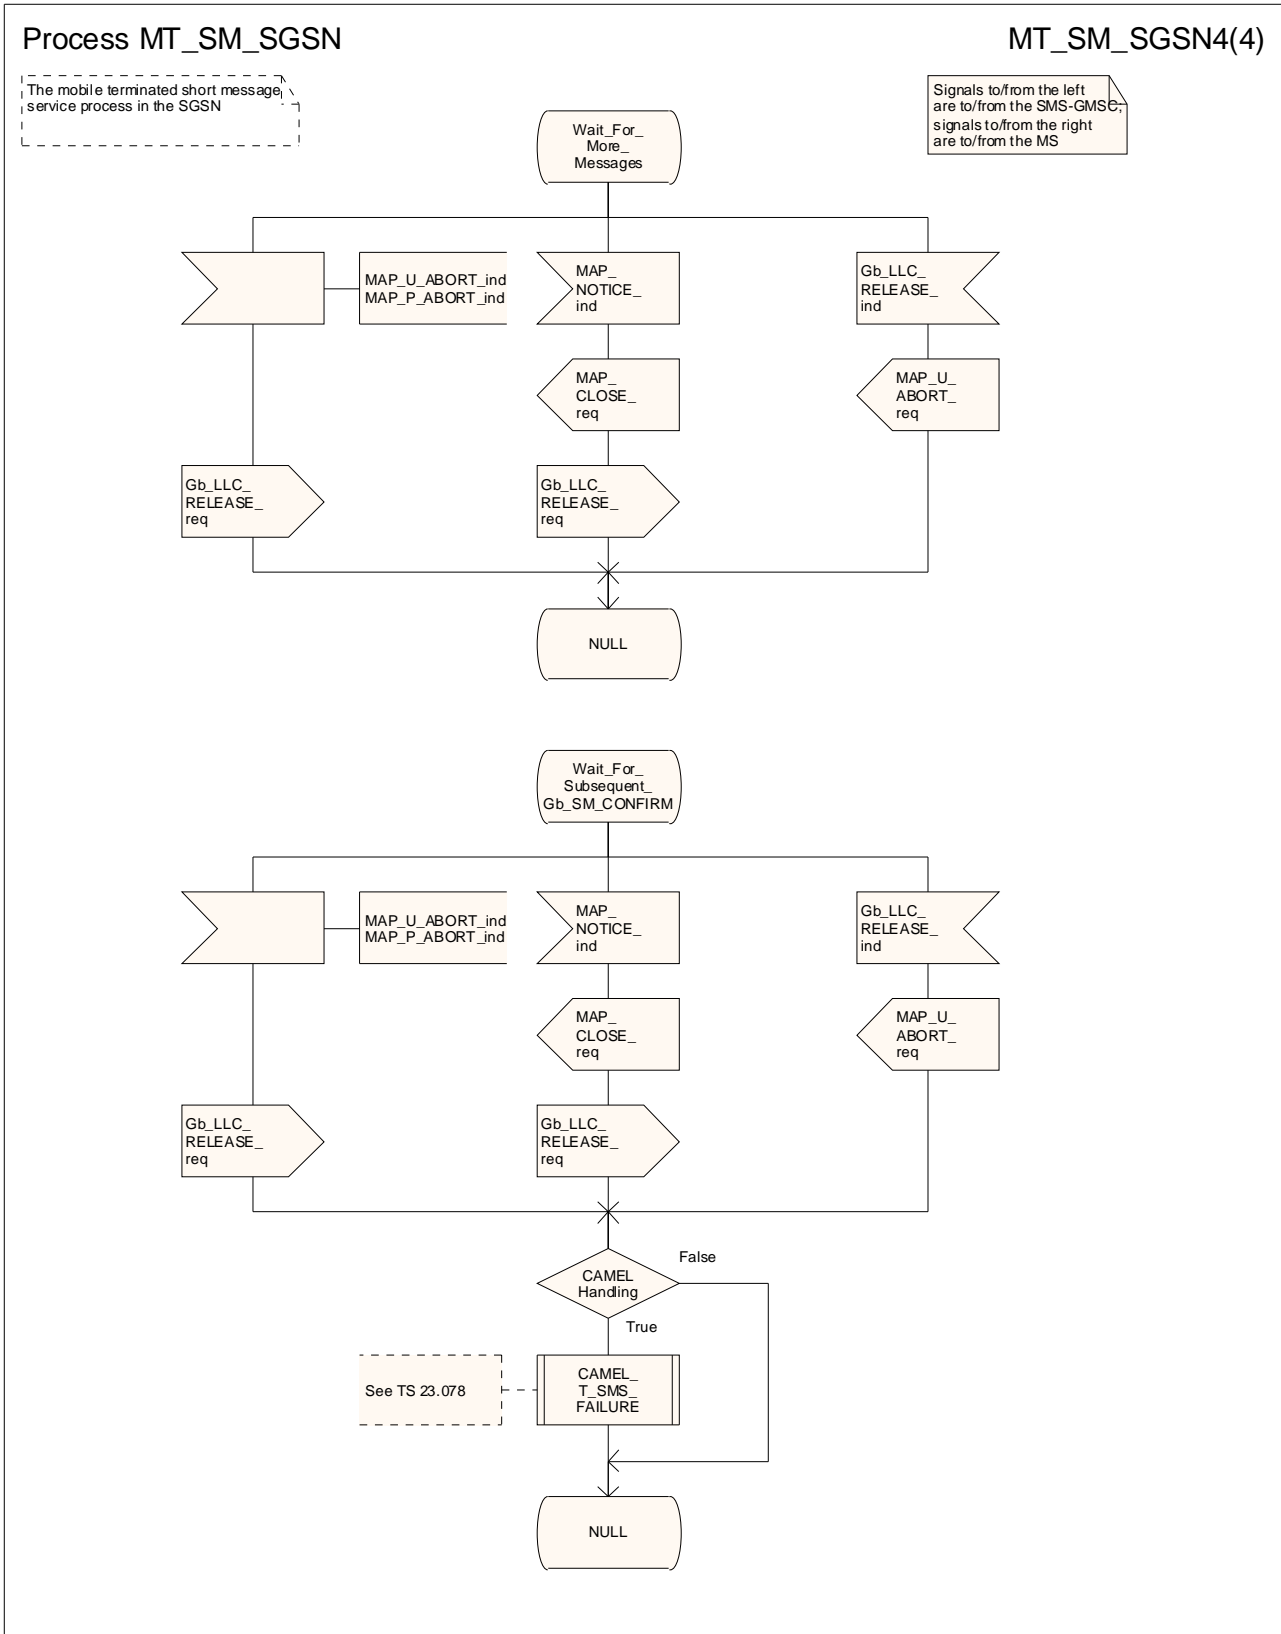 Process MT_SM_SGSN
MT_SM_SGSN4(4)
The mobile terminated short message
service process in the SGSN
Signals to/from the left
are to/from the SMS-GMSC;
signals to/from the right
are to/from the MS
Wait_For_
More_
Messages
MAP_U_ABORT_ind
MAP_P_ABORT_ind
MAP_
NOTICE_
ind
Gb_LLC_
RELEASE_
ind
MAP_
CLOSE_
req
MAP_U_
ABORT_
req
Gb_LLC_
RELEASE_
req
Gb_LLC_
RELEASE_
req
NULL
Wait_For_
Subsequent_
Gb_SM_CONFIRM
MAP_U_ABORT_ind
MAP_P_ABORT_ind
MAP_
NOTICE_
ind
Gb_LLC_
RELEASE_
ind
MAP_
CLOSE_
req
MAP_U_
ABORT_
req
Gb_LLC_
RELEASE_
req
Gb_LLC_
RELEASE_
req
False
CAMEL
Handling
True
See TS 23.078
CAMEL_
T_SMS_
FAILURE
NULL